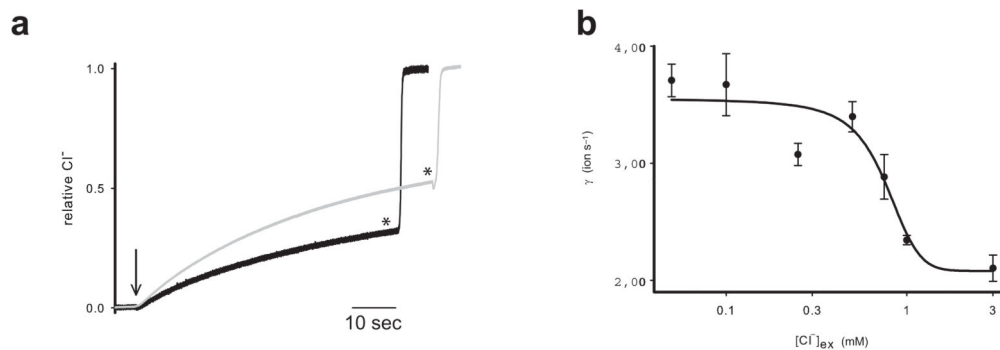 a
relative Cl⁻
1.0
0.5
0.0
*
*
10 sec
b
γ (ion s⁻¹)
4,00
3,00
2,00
0.1
0.3
1
3
[Cl⁻]ex (mM)